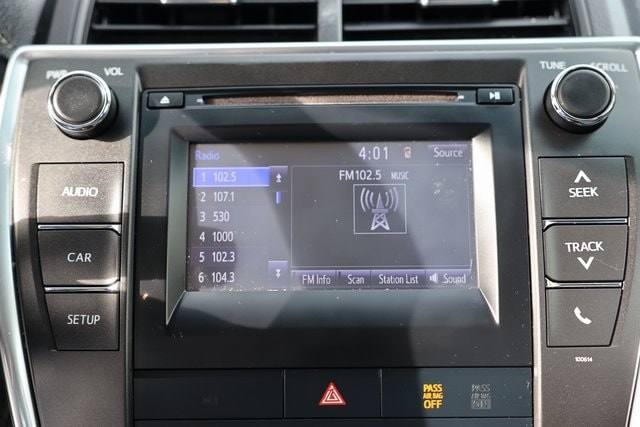 PWR VOL
TUNE SCROLL
AUDIO
CAR
SETUP
Radio 4:01 Source
1 102.5
2 107.1
3 530
4 1000
5 102.3
6 104.3
FM102.5 MUSIC
FM Info Scan Station List Sound
SEEK
TRACK
100614
PASS AIR BAG OFF
PASS AIR BAG ON